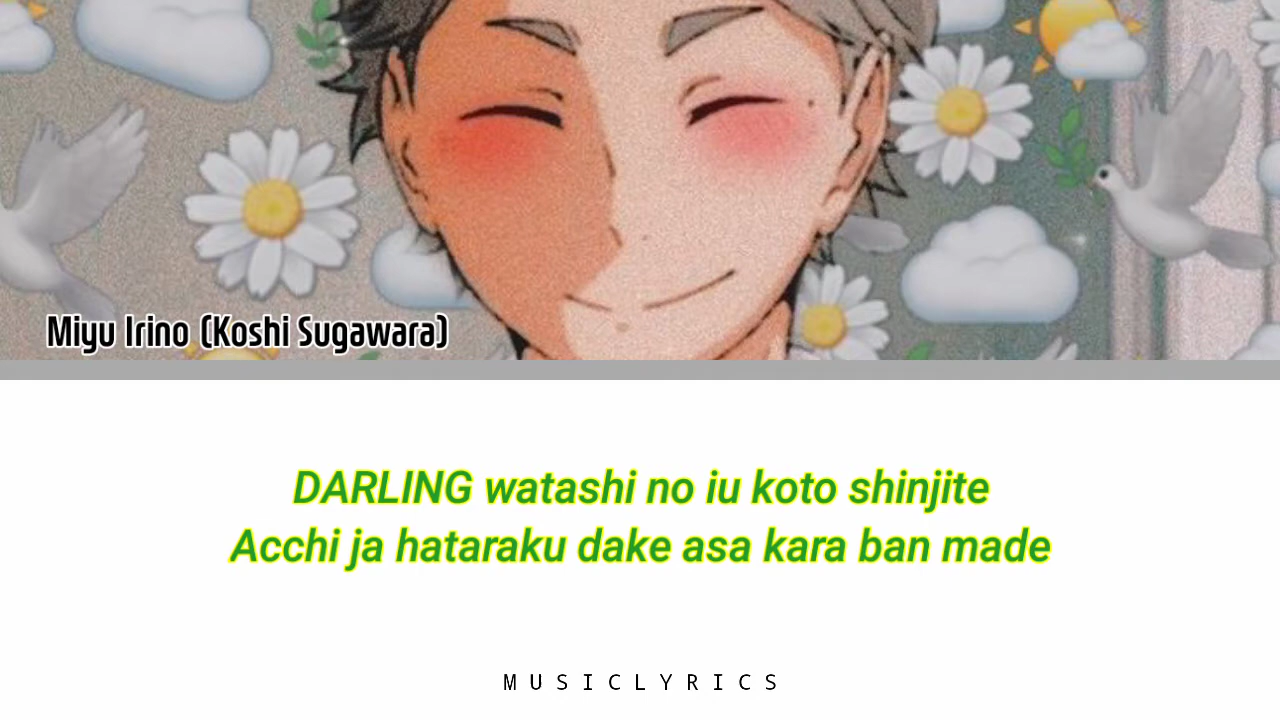 Miyu Irino (Koshi Sugawara)
DARLING watashi no iu koto shinjite
Acchi ja hataraku dake asa kara ban made
MUSICLYRICS